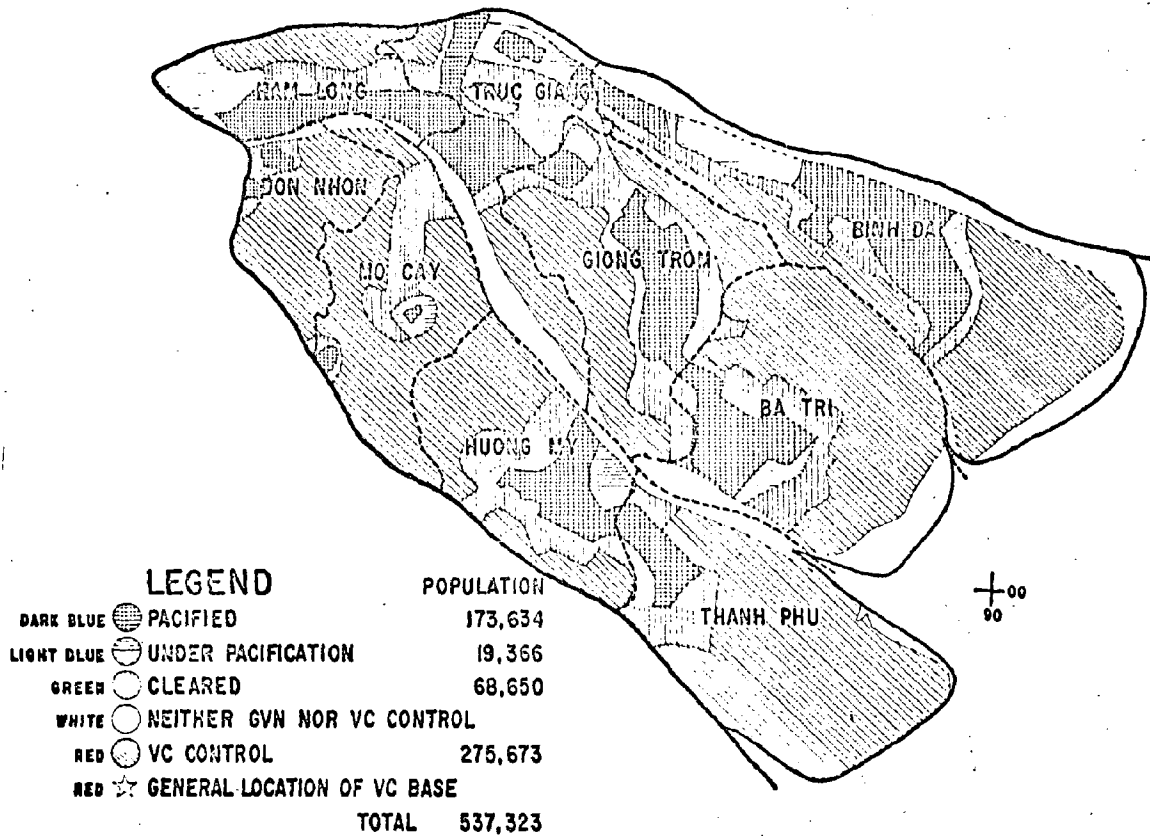 HAM LONG
TRUC GIANG
DON NHON
BINH DAI
GIONG TROM
MO CAY
BA TRI
HUONG MY
THANH PHU
00
90
LEGEND POPULATION
DARK BLUE PACIFIED 173,634
LIGHT BLUE UNDER PACIFICATION 19,366
GREEN CLEARED 68,650
WHITE NEITHER GVN NOR VC CONTROL
RED VC CONTROL 275,673
RED GENERAL LOCATION OF VC BASE
TOTAL 537,323